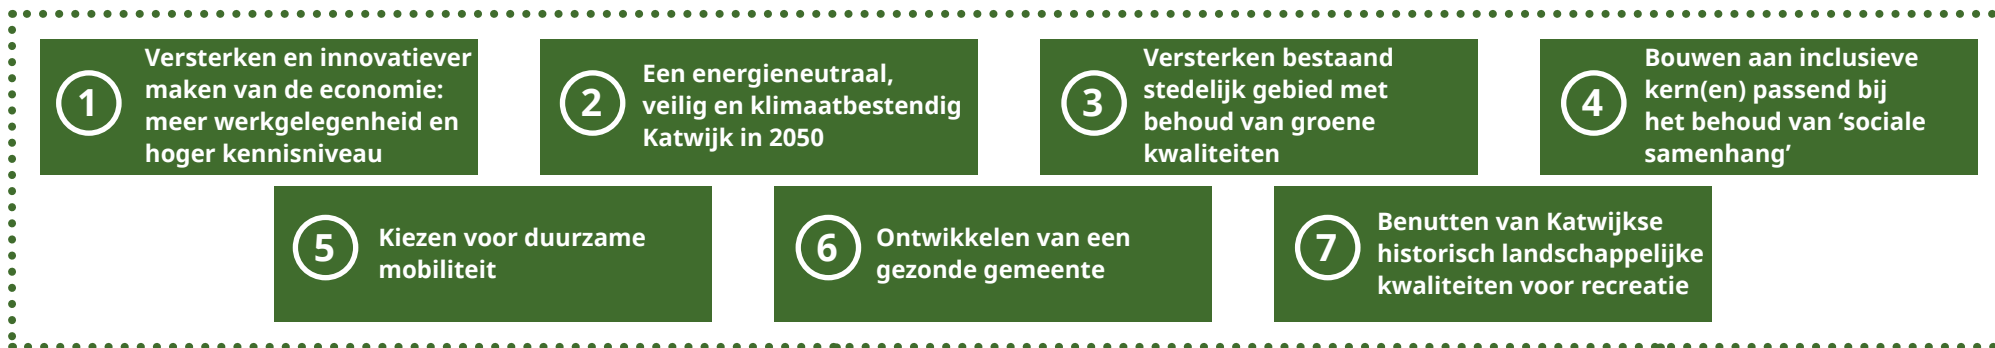 1
Versterken en innovatiever
maken van de economie:
meer werkgelegenheid en
hoger kennisniveau
2
Een energieneutraal,
veilig en klimaatbestendig
Katwijk in 2050
3
Versterken bestaand
stedelijk gebied met
behoud van groene
kwaliteiten
4
Bouwen aan inclusieve
kern(en) passend bij
het behoud van ‘sociale
samenhang’
5
Kiezen voor duurzame
mobiliteit
6
Ontwikkelen van een
gezonde gemeente
7
Benutten van Katwijkse
historisch landschappelijke
kwaliteiten voor recreatie